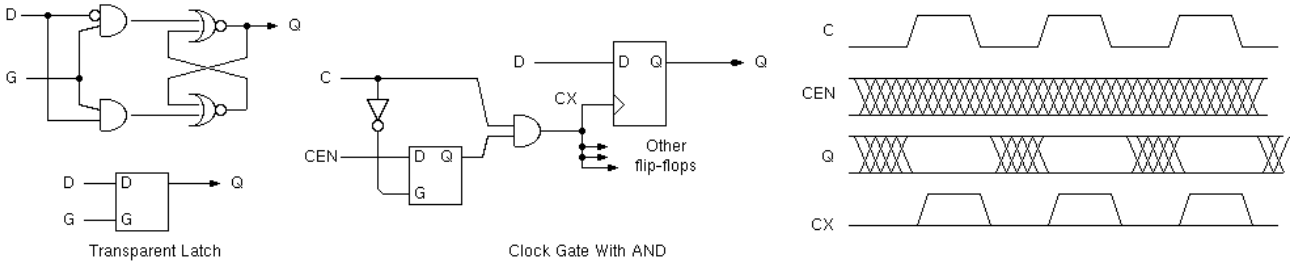 D
Q
G
D
D
Q
G
G
Transparent Latch
C
CEN
D
Q
G
CX
D
D
Q
Q
Other
flip-flops
Clock Gate With AND
C
CEN
Q
CX